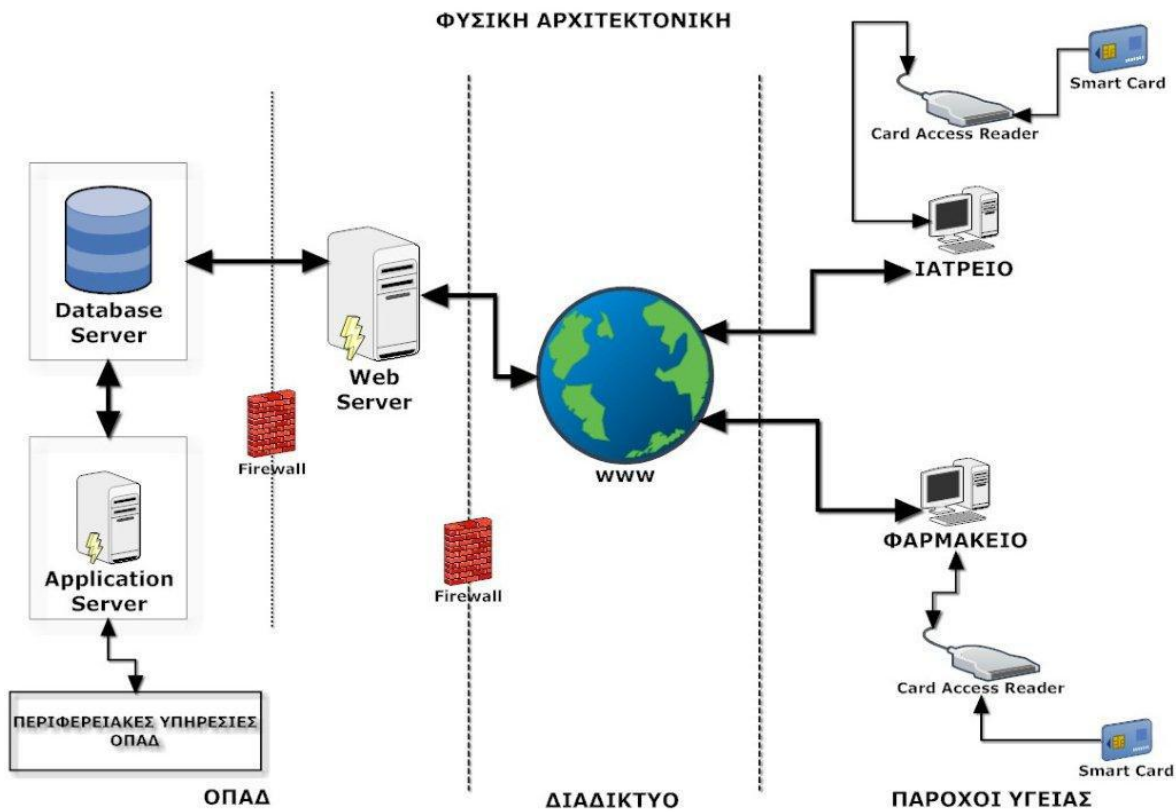 ΦΥΣΙΚΗ ΑΡΧΙΤΕΚΤΟΝΙΚΗ
Smart Card
Card Access Reader
Database
Server
Web
Server
ΙΑΤΡΕΙΟ
Firewall
www
Application
Server
Firewall
ΦΑΡΜΑΚΕΙΟ
Card Access Reader
ΠΕΡΙΦΕΡΕΙΑΚΕΣ ΥΠΗΡΕΣΙΕΣ
ΟΠΑΔ
Smart Card
ΟΠΑΔ
ΔΙΑΔΙΚΤΥΟ
ΠΑΡΟΧΟΙ ΥΓΕΙΑΣ